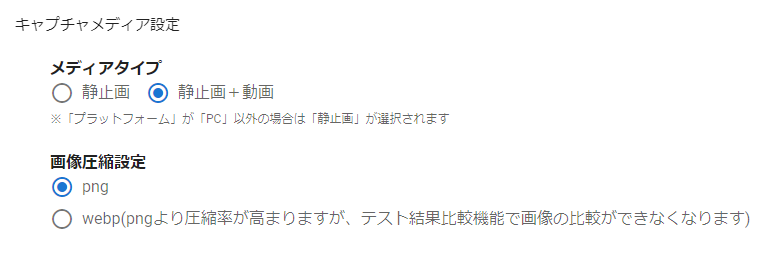 キャプチャメディア設定
メディアタイプ
静止画 静止画＋動画
※「プラットフォーム」が「PC」以外の場合は「静止画」が選択されます
画像圧縮設定
png
webp(pngより圧縮率が高まりますが、テスト結果比較機能で画像の比較ができなくなります)